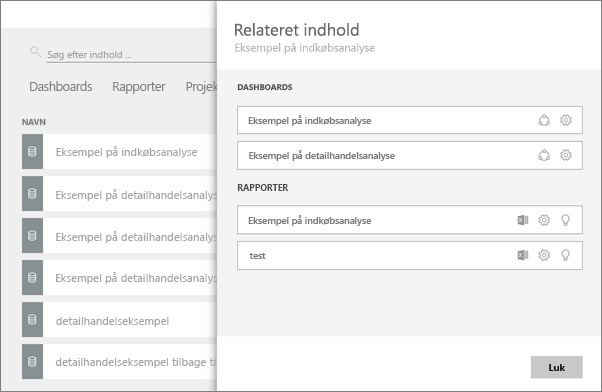 Søg efter indhold ...
Dashboards Rapporter Projek
NAVN
Eksempel på indkøbsanalyse
Eksempel på detailhandelsanalys
Eksempel på detailhandelsanalys
Eksempel på detailhandelsanalys
detailhandelseksempel
detailhandelseksempel tilbage ti
Relateret indhold
Eksempel på indkøbsanalyse
DASHBOARDS
Eksempel på indkøbsanalyse
Eksempel på detailhandelsanalyse
RAPPORTER
Eksempel på indkøbsanalyse
test
Luk